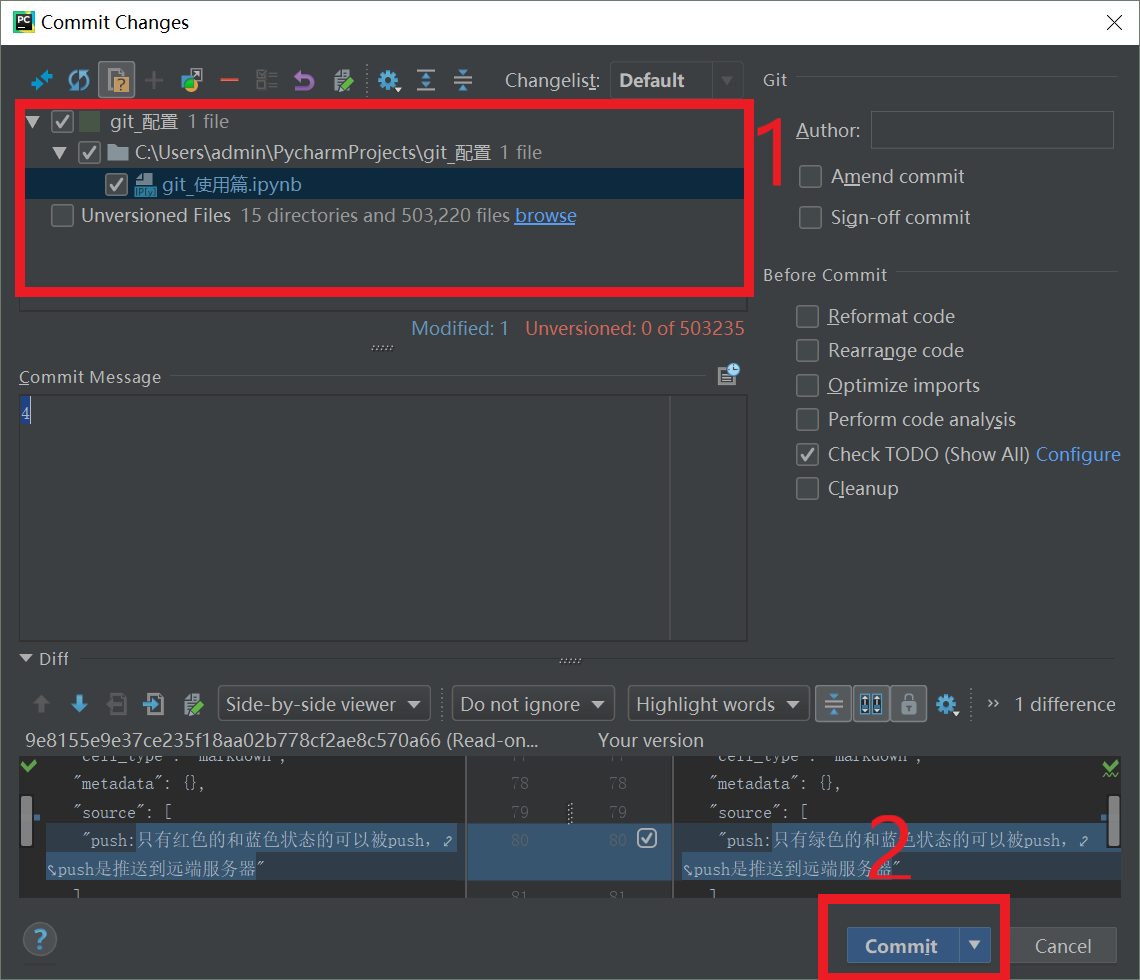 Commit Changes
Changelist: Default
Git
git_配置 1 file
C:\Users\admin\PycharmProjects\git_配置 1 file
git_使用篇.ipynb
Unversioned Files 15 directories and 503,220 files browse
1
Author:
Amend commit
Sign-off commit
Before Commit
Reformat code
Rearrange code
Optimize imports
Perform code analysis
Check TODO (Show All) Configure
Cleanup
Modified: 1 Unversioned: 0 of 503235
Commit Message
4
Diff
Side-by-side viewer
Do not ignore
Highlight words
1 difference
9e8155e9e37ce235f18aa02b778cf2ae8c570a66 (Read-on...
Your version
"cell_type": "markdown", 77 77 "cell_type": "markdown",
"metadata": {}, 78 78 "metadata": {},
"source": [ 79 79 "source": [
"push:只有红色的和蓝色状态的可以被push， 80 80 "push:只有绿色的和蓝色状态的可以被push，
push是推送到远端服务器" push是推送到远端服务器"
] 81 81 ]
2
?
Commit
Cancel